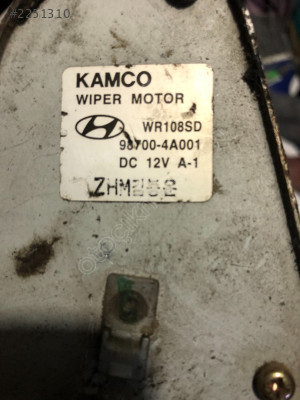 #2251310
KAMCO
WIPER MOTOR
WR108SD
98700-4A001
DC 12V A-1